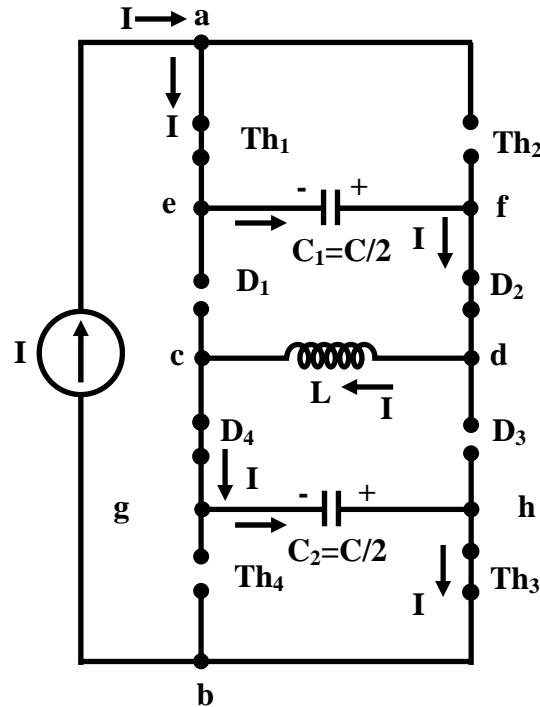 I a
I Th₁ Th₂
- +
e f
C₁=C/2 I
D₁ D₂
I c d
L I
D₄ D₃
I - +
g h
C₂=C/2
Th₄ Th₃
I
b